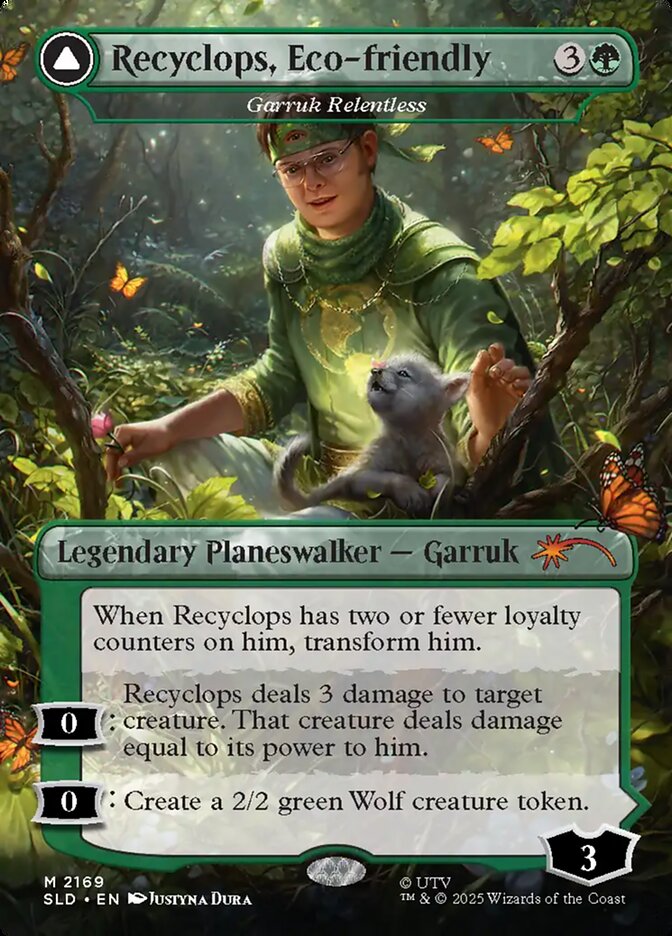 Recyclops, Eco-friendly 3
Garruk Relentless
Legendary Planeswalker — Garruk
When Recyclops has two or fewer loyalty
counters on him, transform him.
0: Recyclops deals 3 damage to target
creature. That creature deals damage
equal to its power to him.
0: Create a 2/2 green Wolf creature token.
3
M 2169
SLD • EN Justyna Dura
© UTV
™ & © 2025 Wizards of the Coast